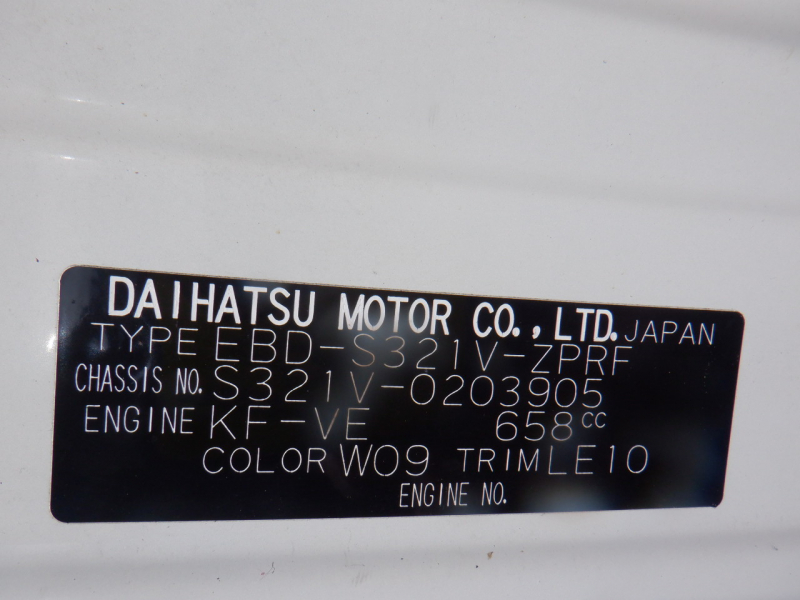 DAIHATSU MOTOR CO., LTD. JAPAN
TYPE EBD-S321V-ZPRF
CHASSIS NO. S321V-0203905
ENGINE KF-VE 658cc
COLOR W09 TRIM LE10
ENGINE NO.